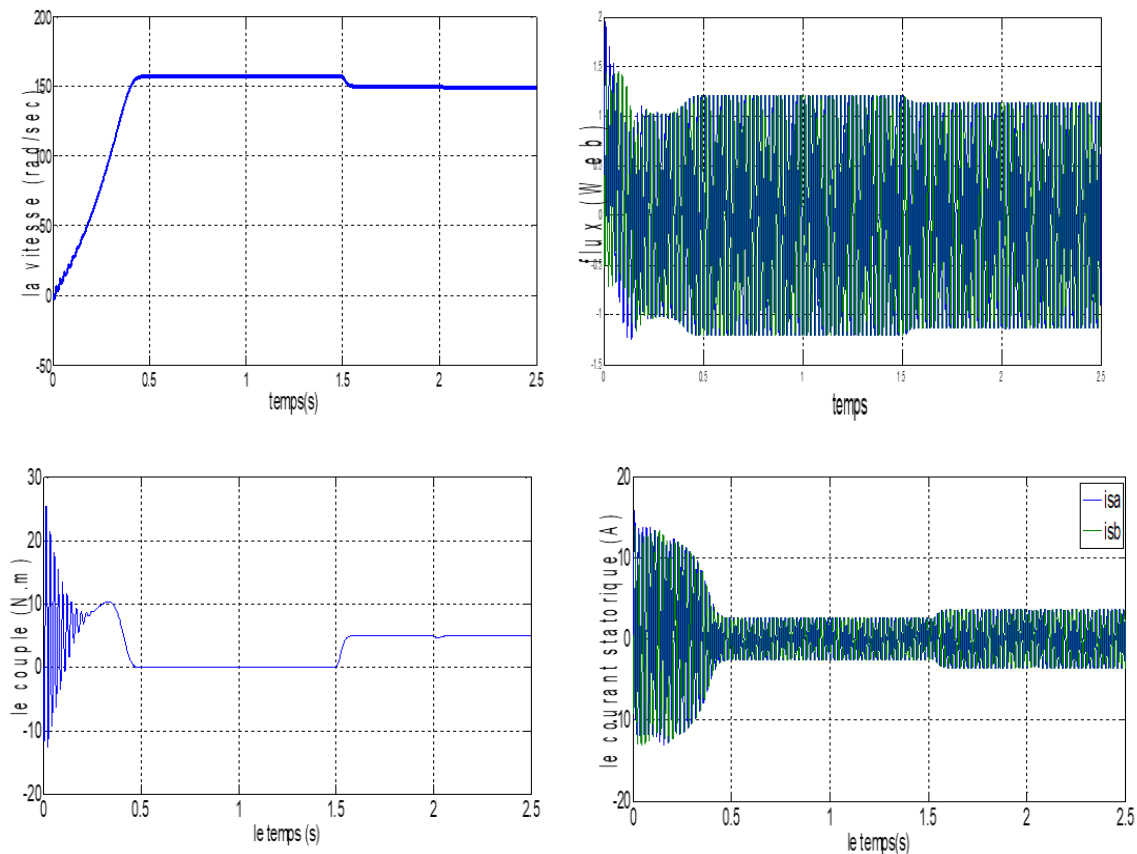 la vitesse (rad/sec)
200
150
100
50
0
-50
0 0.5 1 1.5 2 2.5
temps(s)
flux (Web)
2
1.5
1
0.5
0
-0.5
-1
-1.5
0 0.5 1 1.5 2 2.5
temps
le couple (N.m)
30
20
10
0
-10
-20
0 0.5 1 1.5 2 2.5
le temps (s)
le courant statorique (A)
20
10
0
-10
-20
isa
isb
0 0.5 1 1.5 2 2.5
le temps(s)